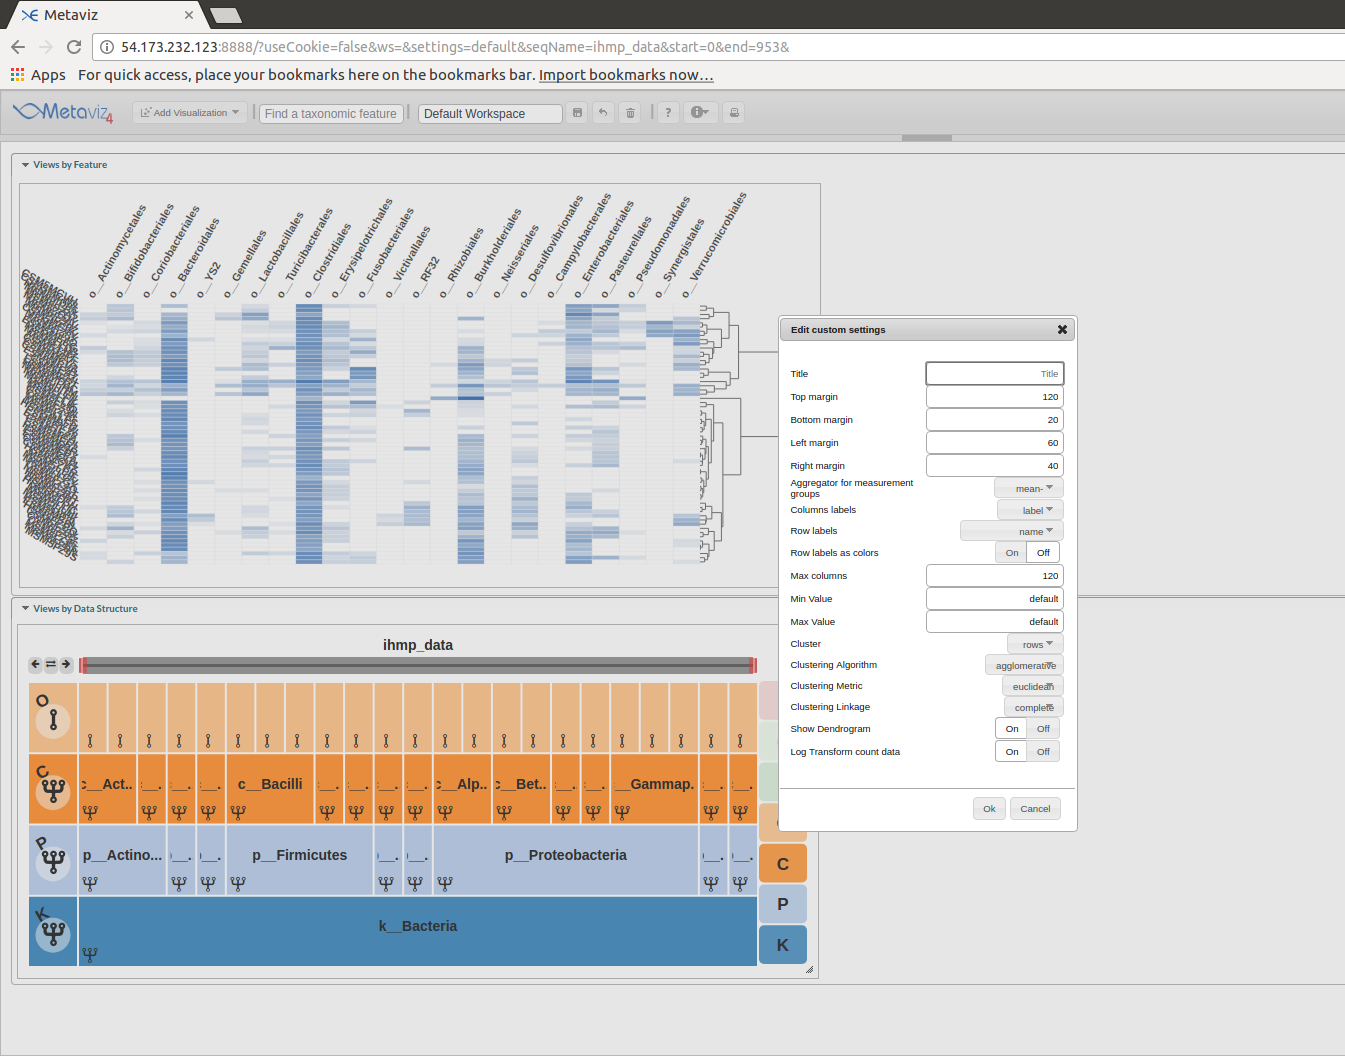 Metaviz
54.173.232.123:8888/?useCookie=false&ws=&settings=default&seqName=ihmp_data&start=0&end=953&
Apps For quick access, place your bookmarks here on the bookmarks bar. Import bookmarks now...
Metaviz 4 Add Visualization Find a taxonomic feature Default Workspace ?
Views by Feature
o__Actinomycetales
o__Bifidobacteriales
o__Coriobacteriales
o__Bacteroidales
o__YS2
o__Gemellales
o__Lactobacillales
o__Turicibacterales
o__Clostridiales
o__Erysipelotrichales
o__Fusobacteriales
o__Victivallales
o__RF32
o__Rhizobiales
o__Burkholderiales
o__Neisseriales
o__Desulfovibrionales
o__Campylobacterales
o__Enterobacteriales
o__Pasteurellales
o__Pseudomonadales
o__Synergistales
o__Verrucomicrobiales
Edit custom settings
Title Title
Top margin 120
Bottom margin 20
Left margin 60
Right margin 40
Aggregator for measurement
groups mean-
Columns labels label
Row labels name
Row labels as colors On Off
Max columns 120
Min Value default
Max Value default
Cluster rows
Clustering Algorithm agglomerative
Clustering Metric euclidean
Clustering Linkage complete
Show Dendrogram On Off
Log Transform count data On Off
Ok Cancel
Views by Data Structure
ihmp_data
O
C c__Act.. c__Bacilli c__Alp.. c__Bet.. __Gammap.
P p__Actino... p__Firmicutes p__Proteobacteria
K k__Bacteria
C
P
K